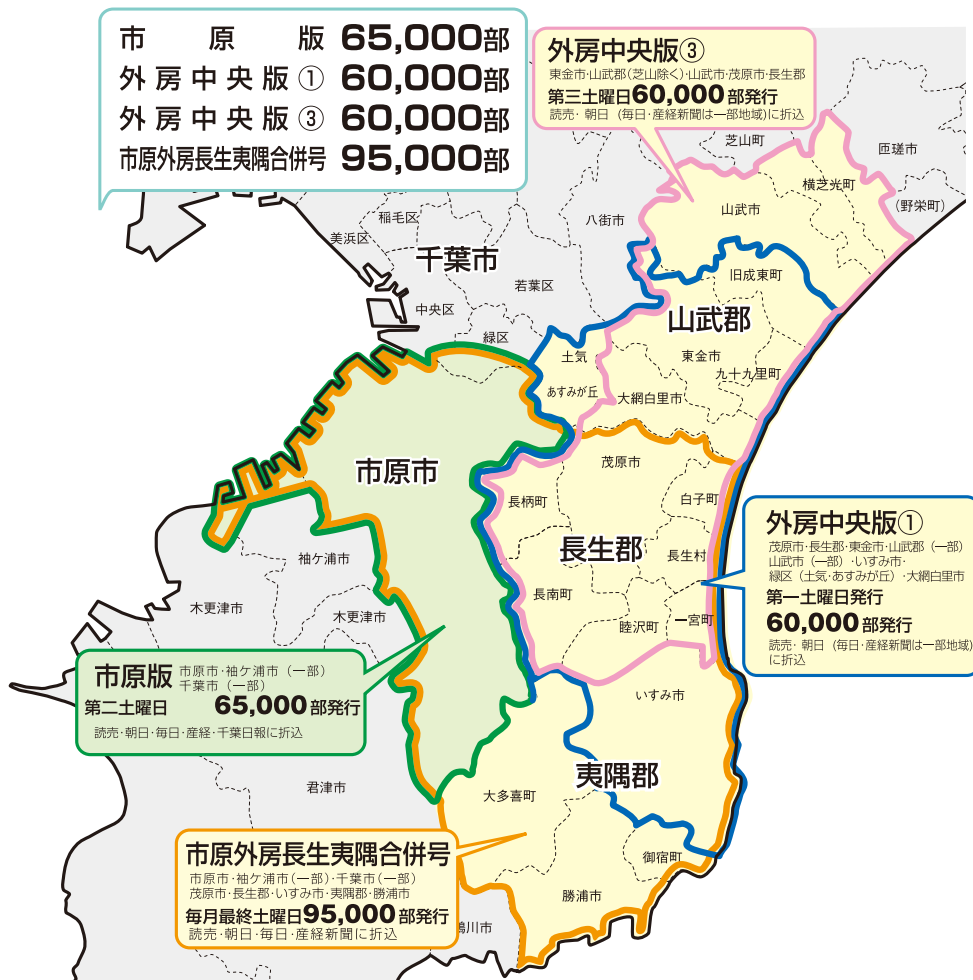 市原版 65,000部
外房中央版① 60,000部
外房中央版③ 60,000部
市原外房長生夷隅合併号 95,000部
外房中央版③
東金市・山武郡(芝山除く)・山武市・茂原市・長生郡
第三土曜日60,000部発行
読売・朝日 (毎日・産経新聞は一部地域)に折込
芝山町
匝瑳市
横芝光町
(野栄町)
山武市
八街市
稲毛区
美浜区
千葉市
若葉区
中央区
緑区
旧成東町
山武郡
土気
東金市
九十九里町
あすみが丘
大網白里市
市原市
茂原市
長柄町
白子町
長生郡
長生村
長南町
睦沢町
一宮町
袖ケ浦市
木更津市
木更津市
外房中央版①
茂原市・長生郡・東金市・山武郡(一部)
山武市(一部)・いすみ市・
緑区(土気・あすみが丘)・大網白里市
第一土曜日発行
60,000部発行
読売・朝日 (毎日・産経新聞は一部地域)
に折込
市原版 市原市・袖ケ浦市(一部)
千葉市(一部)
第二土曜日 65,000部発行
読売・朝日・毎日・産経・千葉日報に折込
いすみ市
夷隅郡
大多喜町
君津市
御宿町
勝浦市
市原外房長生夷隅合併号
市原市・袖ケ浦市(一部)・千葉市(一部)
茂原市・長生郡・いすみ市・夷隅郡・勝浦市
毎月最終土曜日95,000部発行
読売・朝日・毎日・産経新聞に折込
鴨川市